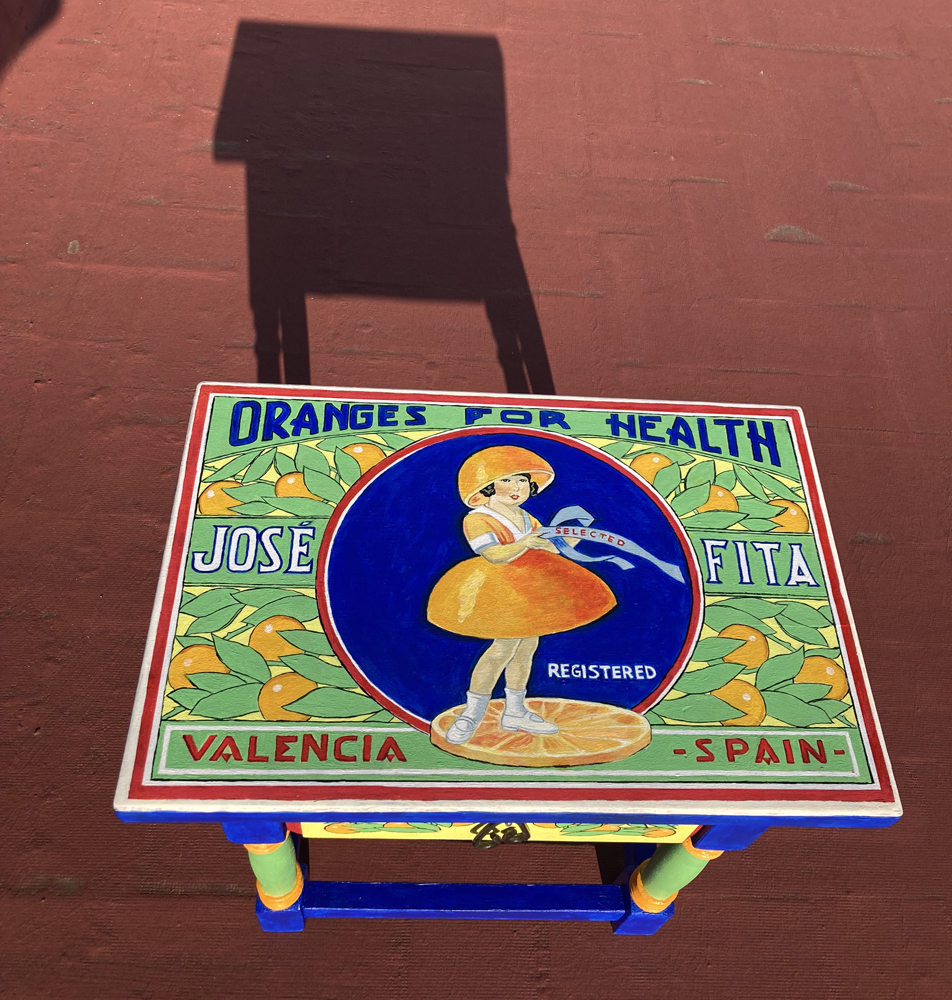 ORANGES FOR HEALTH
JOSÉ FITA
SELECTED
REGISTERED
VALENCIA -SPAIN-